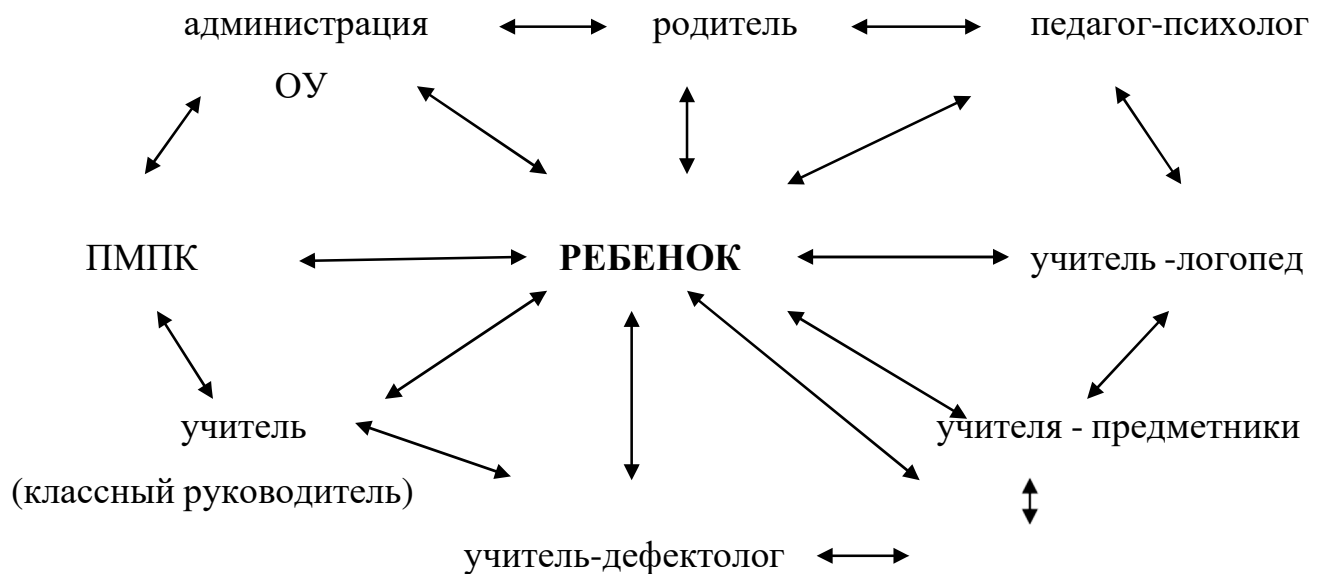 администрация родитель педагог-психолог
ОУ
ПМПК РЕБЕНОК учитель -логопед
учитель учителя - предметники
(классный руководитель)
учитель-дефектолог